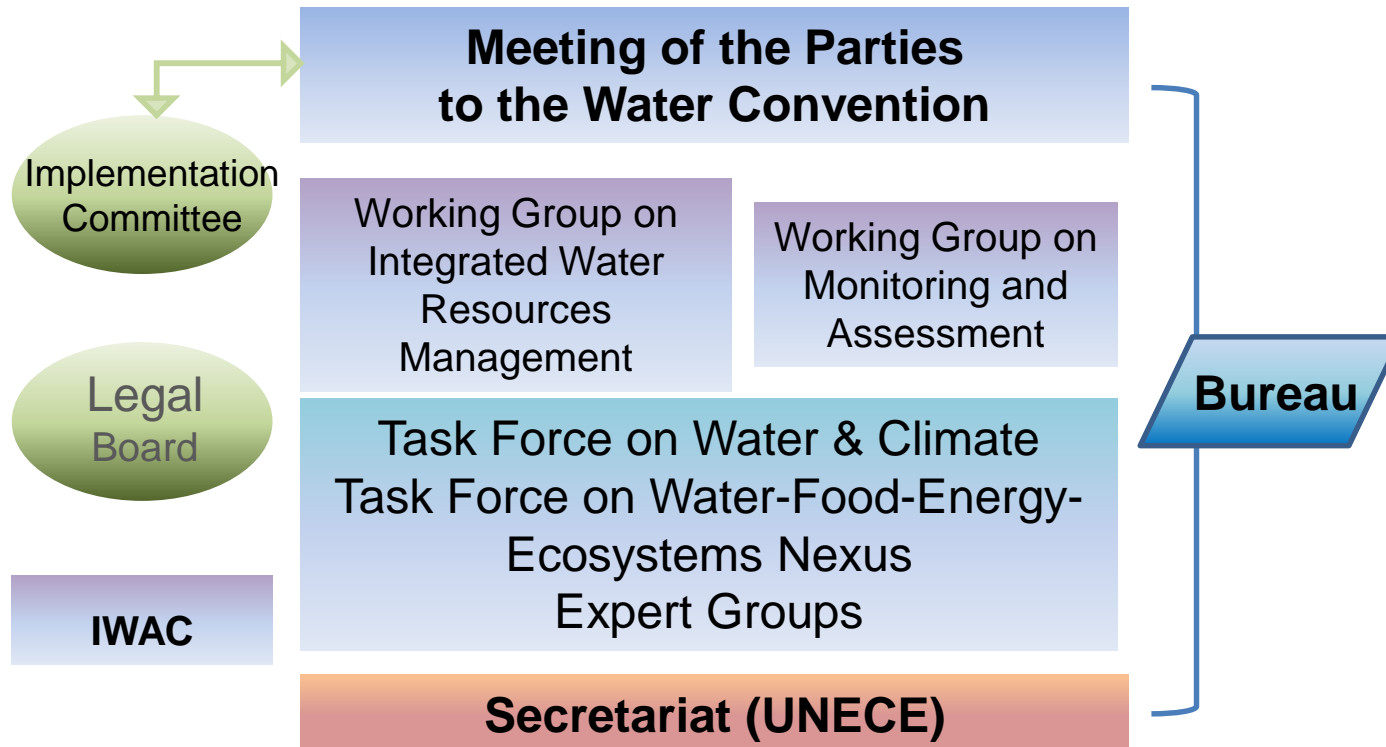 Meeting of the Parties
to the Water Convention
Implementation
Committee
Working Group on
Integrated Water
Resources
Management
Working Group on
Monitoring and
Assessment
Bureau
Legal
Board
Task Force on Water & Climate
Task Force on Water-Food-Energy-
Ecosystems Nexus
Expert Groups
IWAC
Secretariat (UNECE)